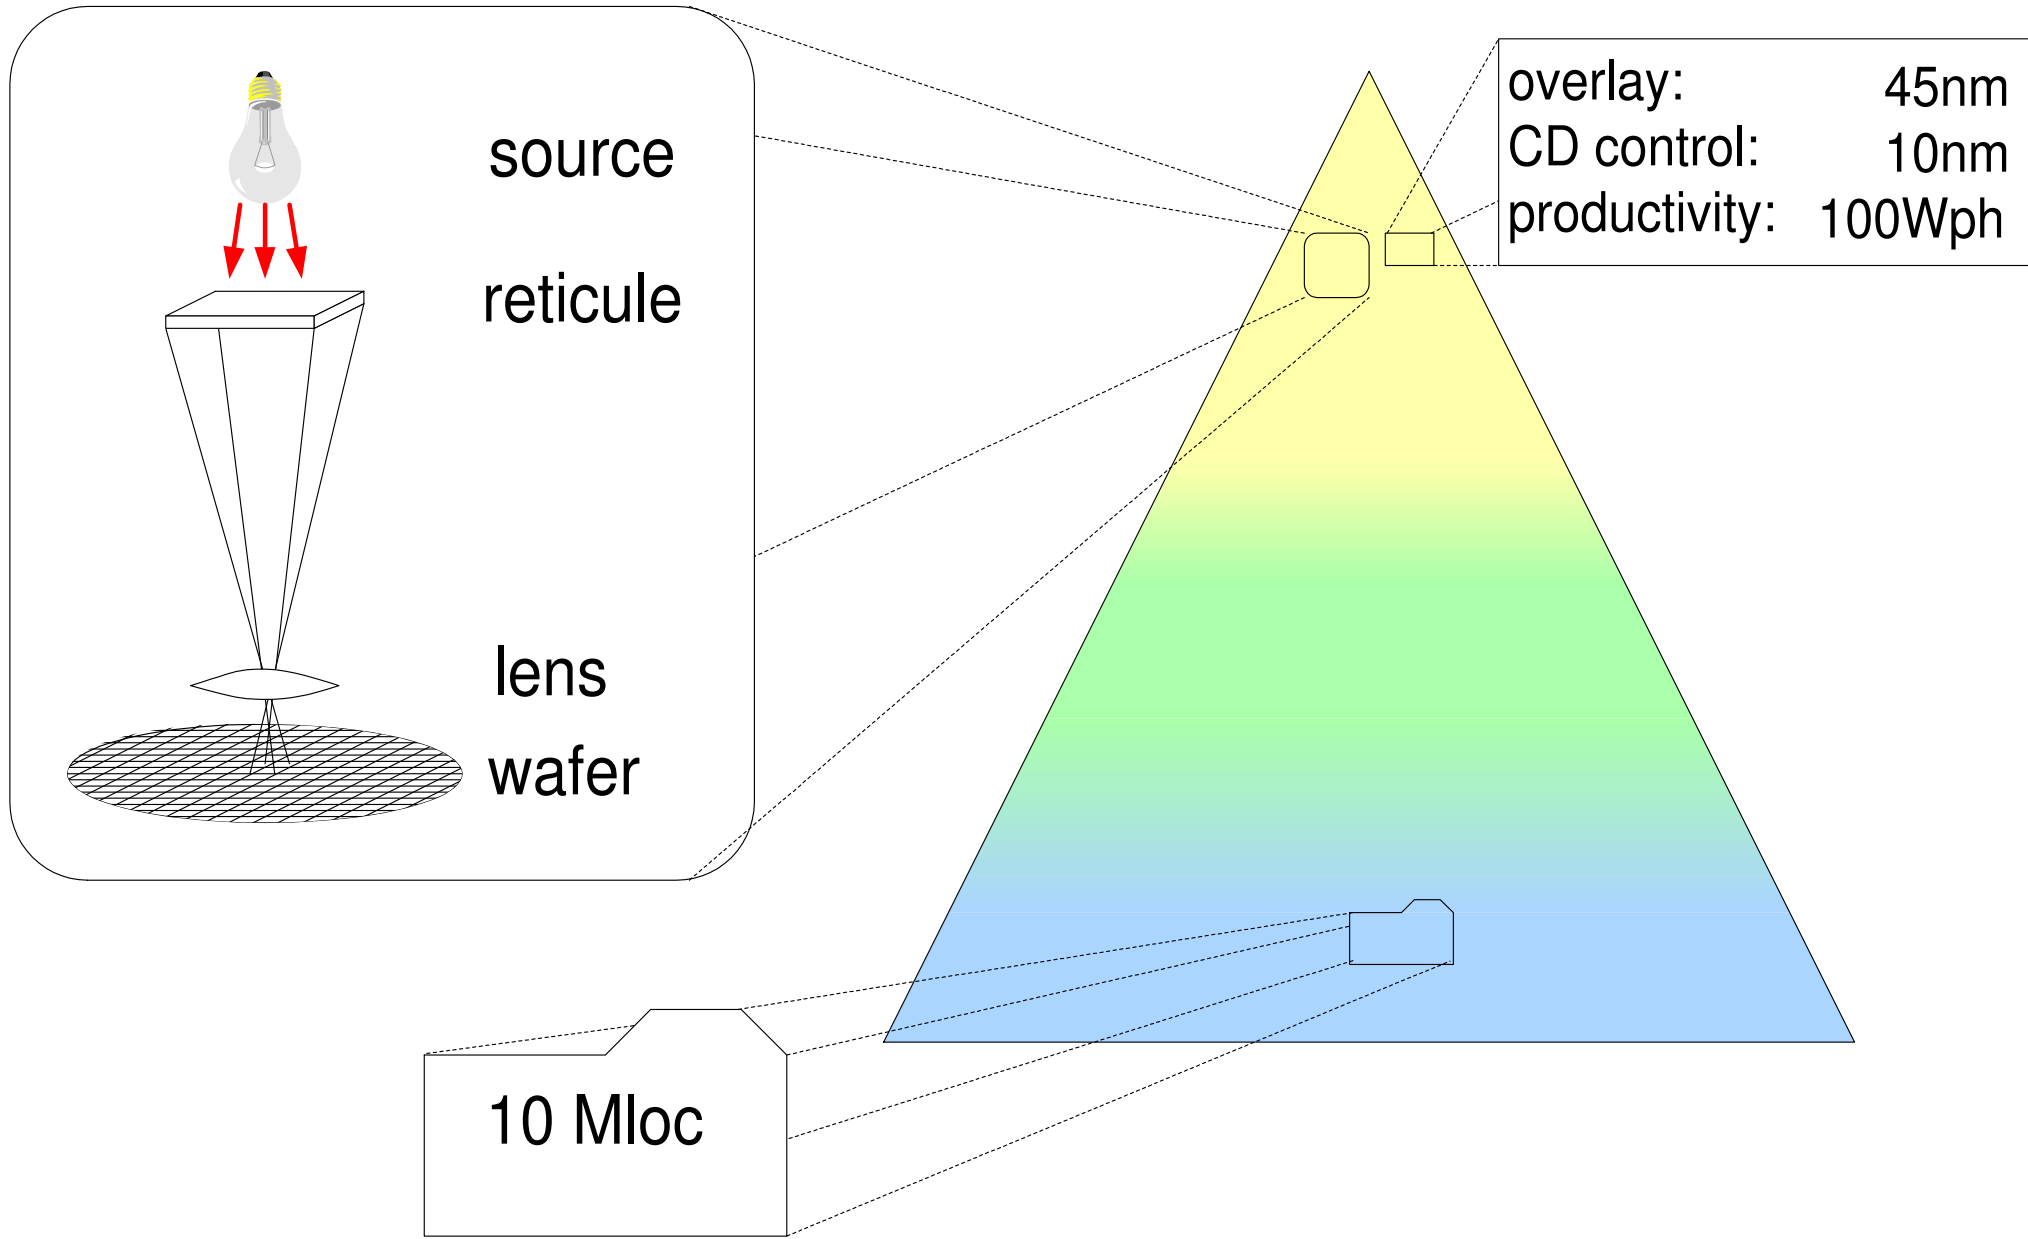 source
reticule
lens
wafer
overlay: 45nm
CD control: 10nm
productivity: 100Wph
10 Mloc